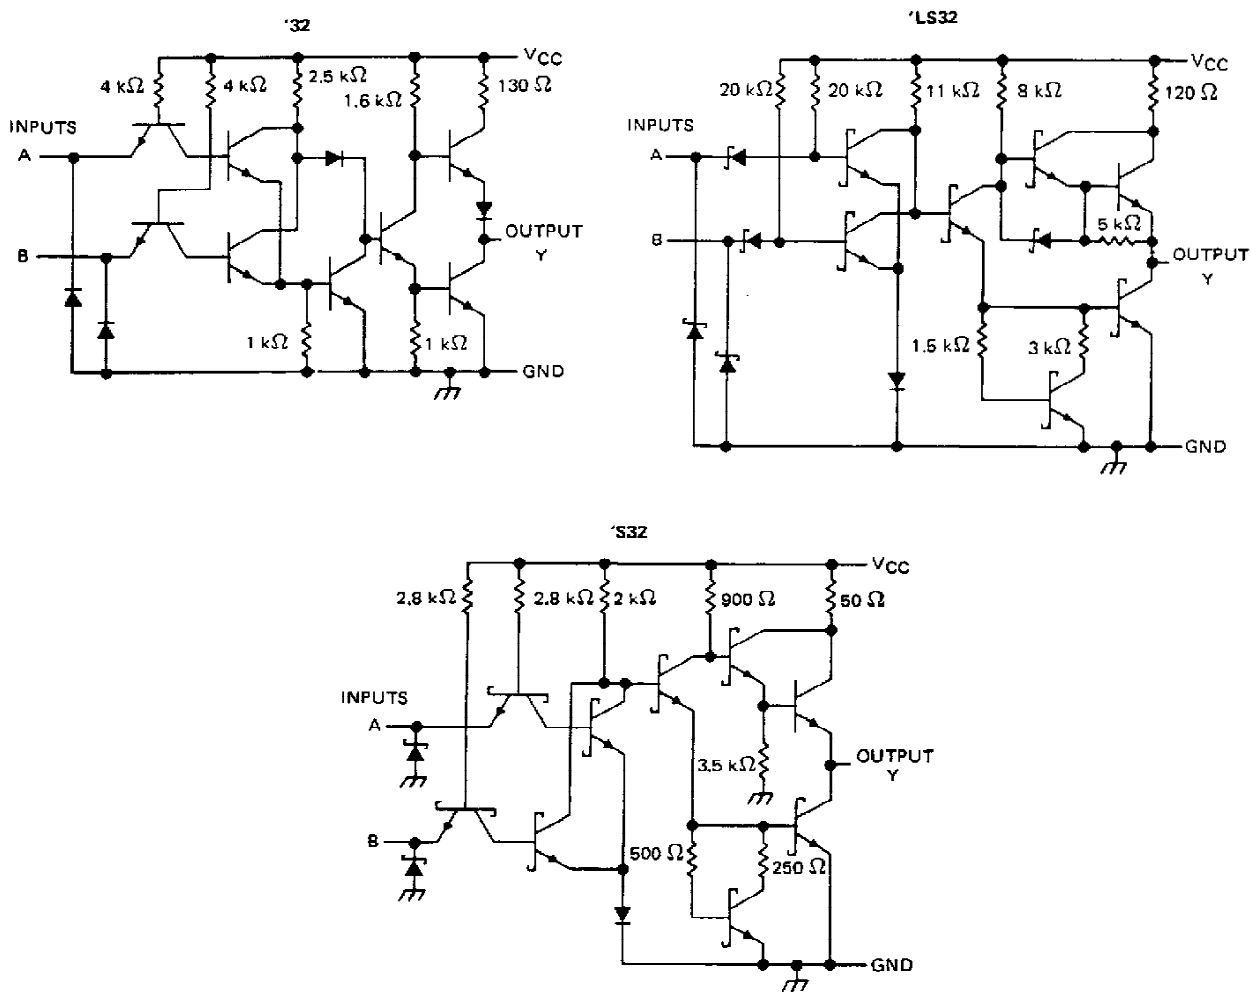 '32
VCC
4 kΩ
4 kΩ
2.5 kΩ
1.6 kΩ
130 Ω
INPUTS
A
B
OUTPUT
Y
1 kΩ
1 kΩ
GND
'LS32
VCC
20 kΩ
20 kΩ
11 kΩ
8 kΩ
120 Ω
INPUTS
A
B
5 kΩ
OUTPUT
Y
1.5 kΩ
3 kΩ
GND
'S32
VCC
2.8 kΩ
2.8 kΩ
2 kΩ
900 Ω
50 Ω
INPUTS
A
B
3.5 kΩ
OUTPUT
Y
500 Ω
250 Ω
GND